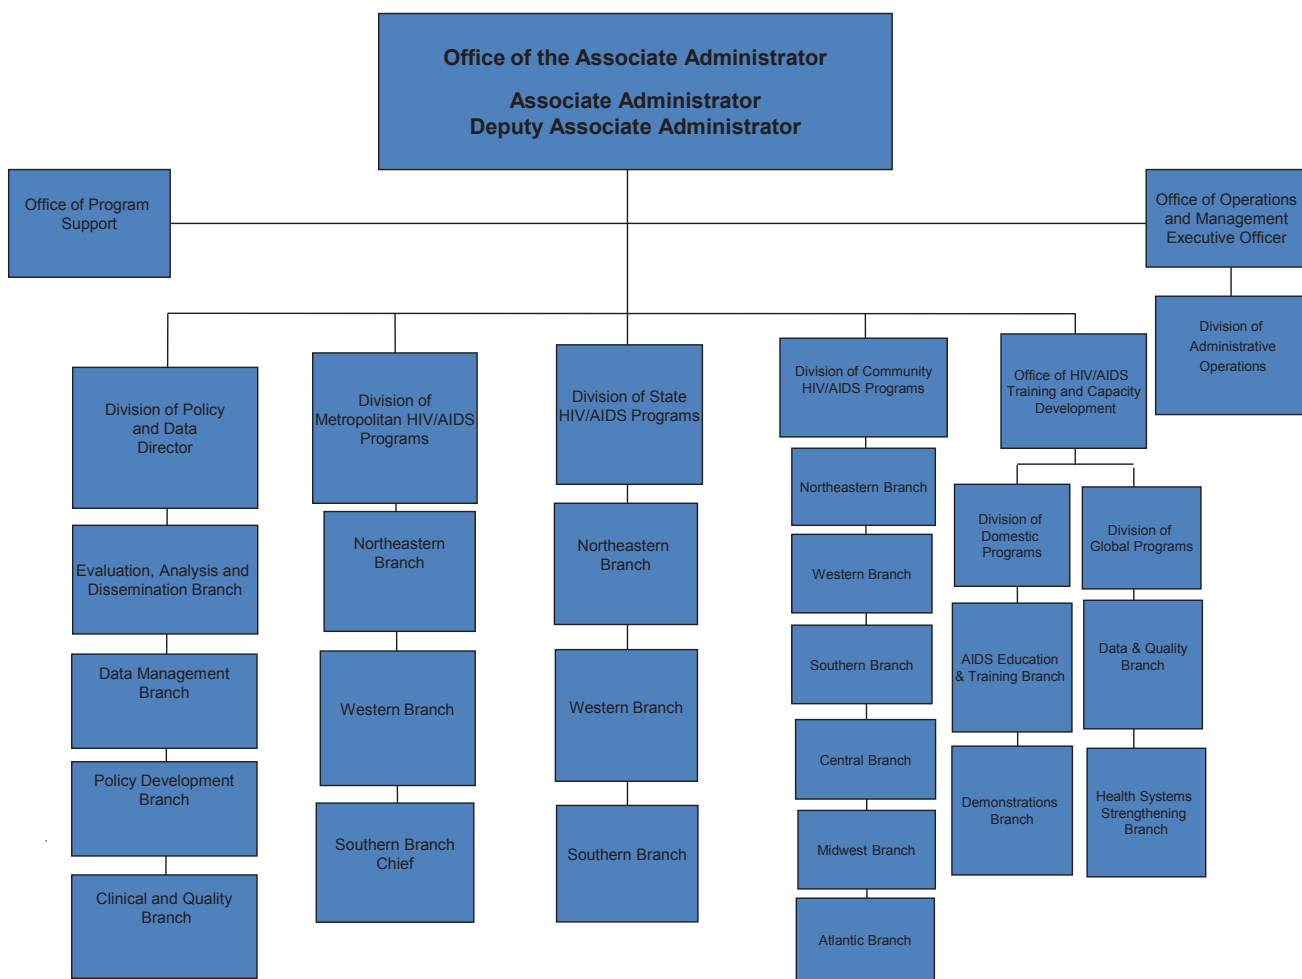 Office of the Associate Administrator
Associate Administrator
Deputy Associate Administrator
Office of Program
Support
Office of Operations
and Management
Executive Officer
Division of
Administrative
Operations
Division of Policy
and Data
Director
Evaluation, Analysis and
Dissemination Branch
Data Management
Branch
Policy Development
Branch
Clinical and Quality
Branch
Division of
Metropolitan HIV/AIDS
Programs
Northeastern
Branch
Western Branch
Southern Branch
Chief
Division of State
HIV/AIDS Programs
Northeastern
Branch
Western Branch
Southern Branch
Division of Community
HIV/AIDS Programs
Northeastern Branch
Western Branch
Southern Branch
Central Branch
Midwest Branch
Atlantic Branch
Office of HIV/AIDS
Training and Capacity
Development
Division of
Domestic
Programs
AIDS Education
& Training Branch
Demonstrations
Branch
Division of
Global Programs
Data & Quality
Branch
Health Systems
Strengthening
Branch